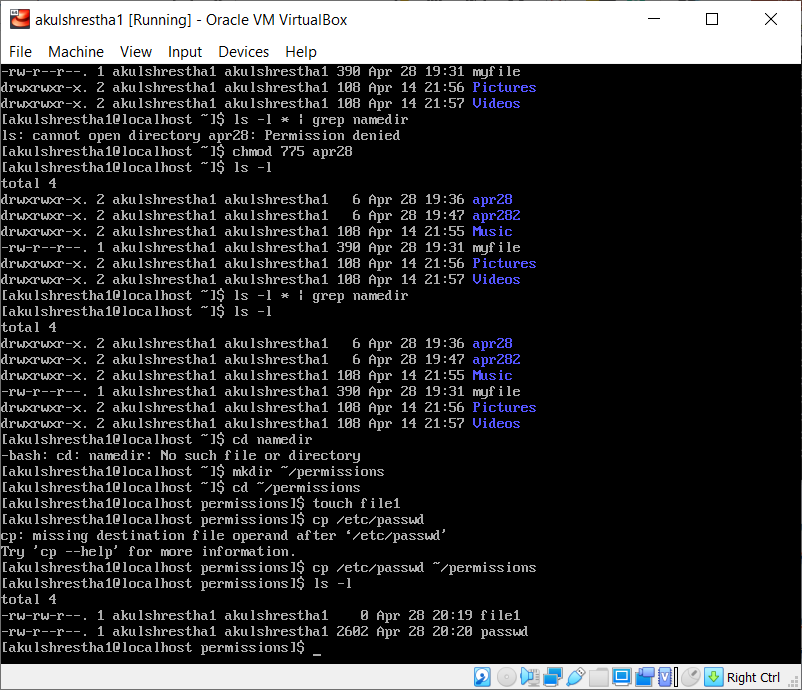 akulshrestha1 [Running] - Oracle VM VirtualBox
File Machine View Input Devices Help
-rw-r--r--. 1 akulshrestha1 akulshrestha1 390 Apr 28 19:31 myfile
drwxrwxr-x. 2 akulshrestha1 akulshrestha1 108 Apr 14 21:56 Pictures
drwxrwxr-x. 2 akulshrestha1 akulshrestha1 108 Apr 14 21:57 Videos
[akulshrestha1@localhost ~]$ ls -l * | grep namedir
ls: cannot open directory apr28: Permission denied
[akulshrestha1@localhost ~]$ chmod 775 apr28
[akulshrestha1@localhost ~]$ ls -l
total 4
drwxrwxr-x. 2 akulshrestha1 akulshrestha1   6 Apr 28 19:36 apr28
drwxrwxr-x. 2 akulshrestha1 akulshrestha1   6 Apr 28 19:47 apr282
drwxrwxr-x. 2 akulshrestha1 akulshrestha1 108 Apr 14 21:55 Music
-rw-r--r--. 1 akulshrestha1 akulshrestha1 390 Apr 28 19:31 myfile
drwxrwxr-x. 2 akulshrestha1 akulshrestha1 108 Apr 14 21:56 Pictures
drwxrwxr-x. 2 akulshrestha1 akulshrestha1 108 Apr 14 21:57 Videos
[akulshrestha1@localhost ~]$ ls -l * | grep namedir
[akulshrestha1@localhost ~]$ ls -l
total 4
drwxrwxr-x. 2 akulshrestha1 akulshrestha1   6 Apr 28 19:36 apr28
drwxrwxr-x. 2 akulshrestha1 akulshrestha1   6 Apr 28 19:47 apr282
drwxrwxr-x. 2 akulshrestha1 akulshrestha1 108 Apr 14 21:55 Music
-rw-r--r--. 1 akulshrestha1 akulshrestha1 390 Apr 28 19:31 myfile
drwxrwxr-x. 2 akulshrestha1 akulshrestha1 108 Apr 14 21:56 Pictures
drwxrwxr-x. 2 akulshrestha1 akulshrestha1 108 Apr 14 21:57 Videos
[akulshrestha1@localhost ~]$ cd namedir
-bash: cd: namedir: No such file or directory
[akulshrestha1@localhost ~]$ mkdir ~/permissions
[akulshrestha1@localhost ~]$ cd ~/permissions
[akulshrestha1@localhost permissions]$ touch file1
[akulshrestha1@localhost permissions]$ cp /etc/passwd
cp: missing destination file operand after ‘/etc/passwd’
Try 'cp --help' for more information.
[akulshrestha1@localhost permissions]$ cp /etc/passwd ~/permissions
[akulshrestha1@localhost permissions]$ ls -l
total 4
-rw-rw-r--. 1 akulshrestha1 akulshrestha1    0 Apr 28 20:19 file1
-rw-r--r--. 1 akulshrestha1 akulshrestha1 2602 Apr 28 20:20 passwd
[akulshrestha1@localhost permissions]$ _
Right Ctrl